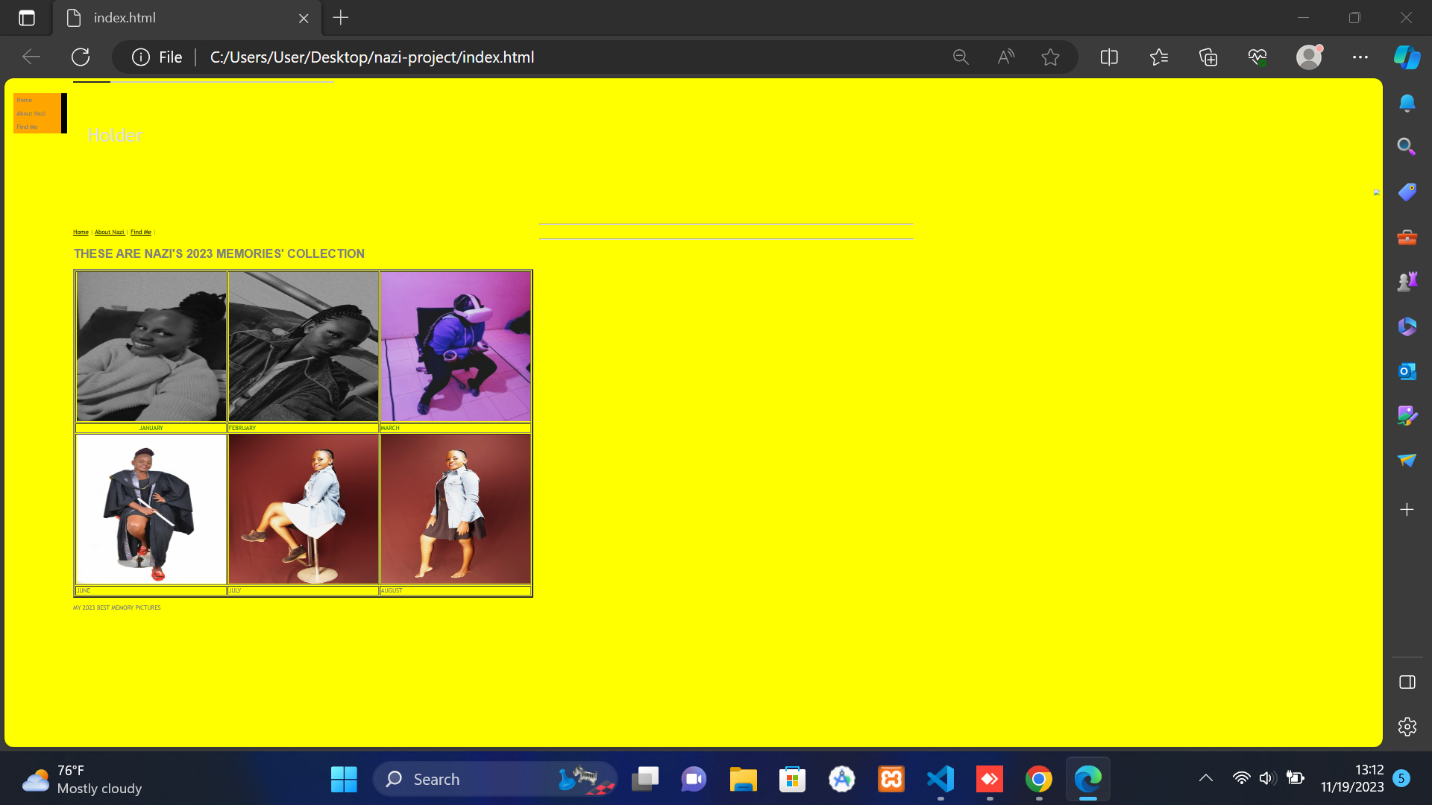 index.html
File
C:/Users/User/Desktop/nazi-project/index.html
Home
About Nazi
Find Me
Holder
Home | About Nazi | Find Me |
THESE ARE NAZI'S 2023 MEMORIES' COLLECTION
JANUARY FEBRUARY MARCH
JUNE JULY AUGUST
MY 2023 BEST MEMORY PICTURES
76°F
Mostly cloudy
Search
13:12
11/19/2023
5